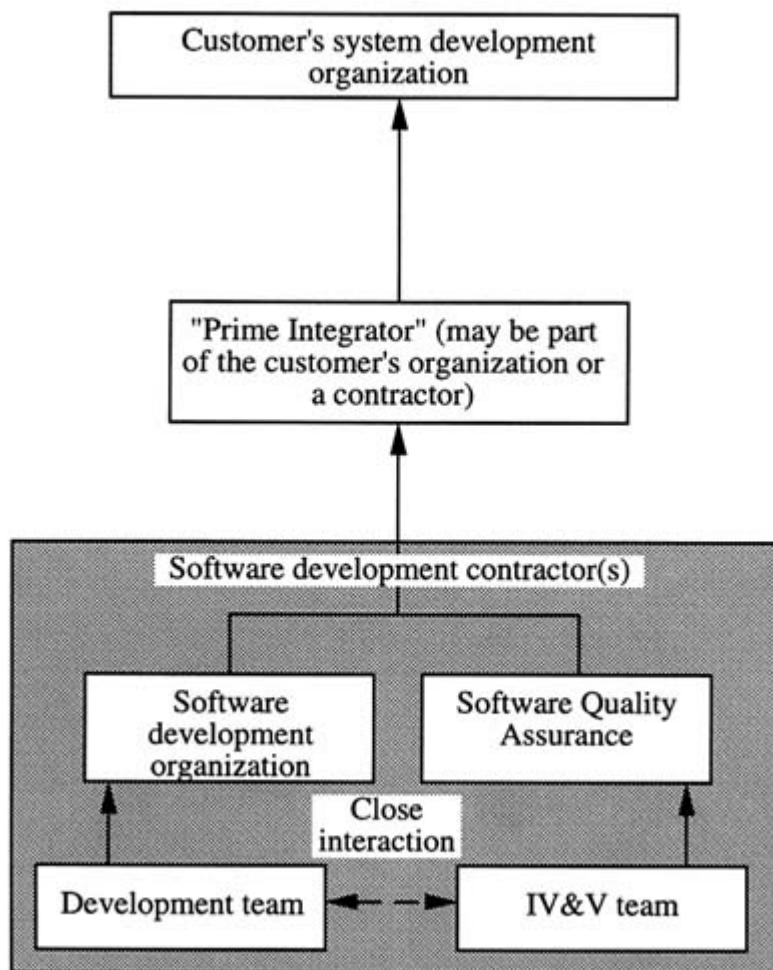 Customer's system development
organization
"Prime Integrator" (may be part
of the customer's organization or
a contractor)
Software development contractor(s)
Software
development
organization
Software Quality
Assurance
Close
interaction
Development team
IV&V team